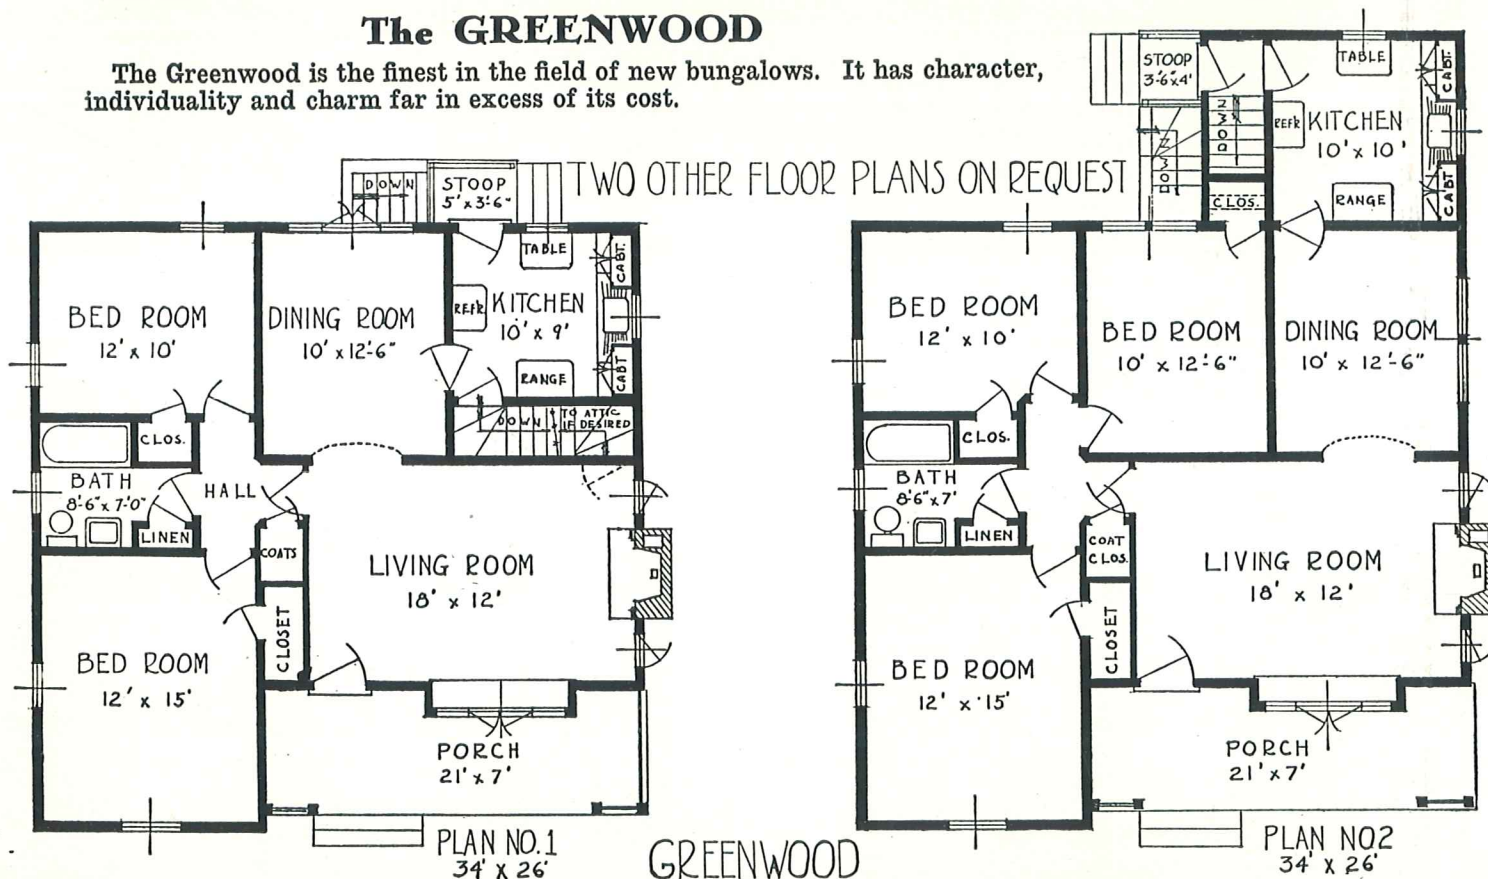 The GREENWOOD
The Greenwood is the finest in the field of new bungalows. It has character,
individuality and charm far in excess of its cost.
TWO OTHER FLOOR PLANS ON REQUEST
DOWN
STOOP
5' x 3'-6"
BED ROOM
12' x 10'
DINING ROOM
10' x 12'-6"
TABLE
CABT.
REFR
KITCHEN
10' x 9'
RANGE
CABT
DOWN
TO ATTIC
IF DESIRED
CLOS.
BATH
8'-6" x 7'-0"
HALL
LINEN
COATS
CLOSET
LIVING ROOM
18' x 12'
BED ROOM
12' x 15'
PORCH
21' x 7'
PLAN NO.1
34' X 26'
GREENWOOD
STOOP
3'-6" x 4'
DOWN
DOWN
CLOS.
TABLE
CABT.
REFR
KITCHEN
10' x 10'
RANGE
CABT
BED ROOM
12' x 10'
BED ROOM
10' x 12'-6"
DINING ROOM
10' x 12'-6"
CLOS.
BATH
8'6" x 7'
LINEN
COAT
CLOS.
CLOSET
LIVING ROOM
18' x 12'
BED ROOM
12' x 15'
PORCH
21' x 7'
PLAN NO2
34' X 26'